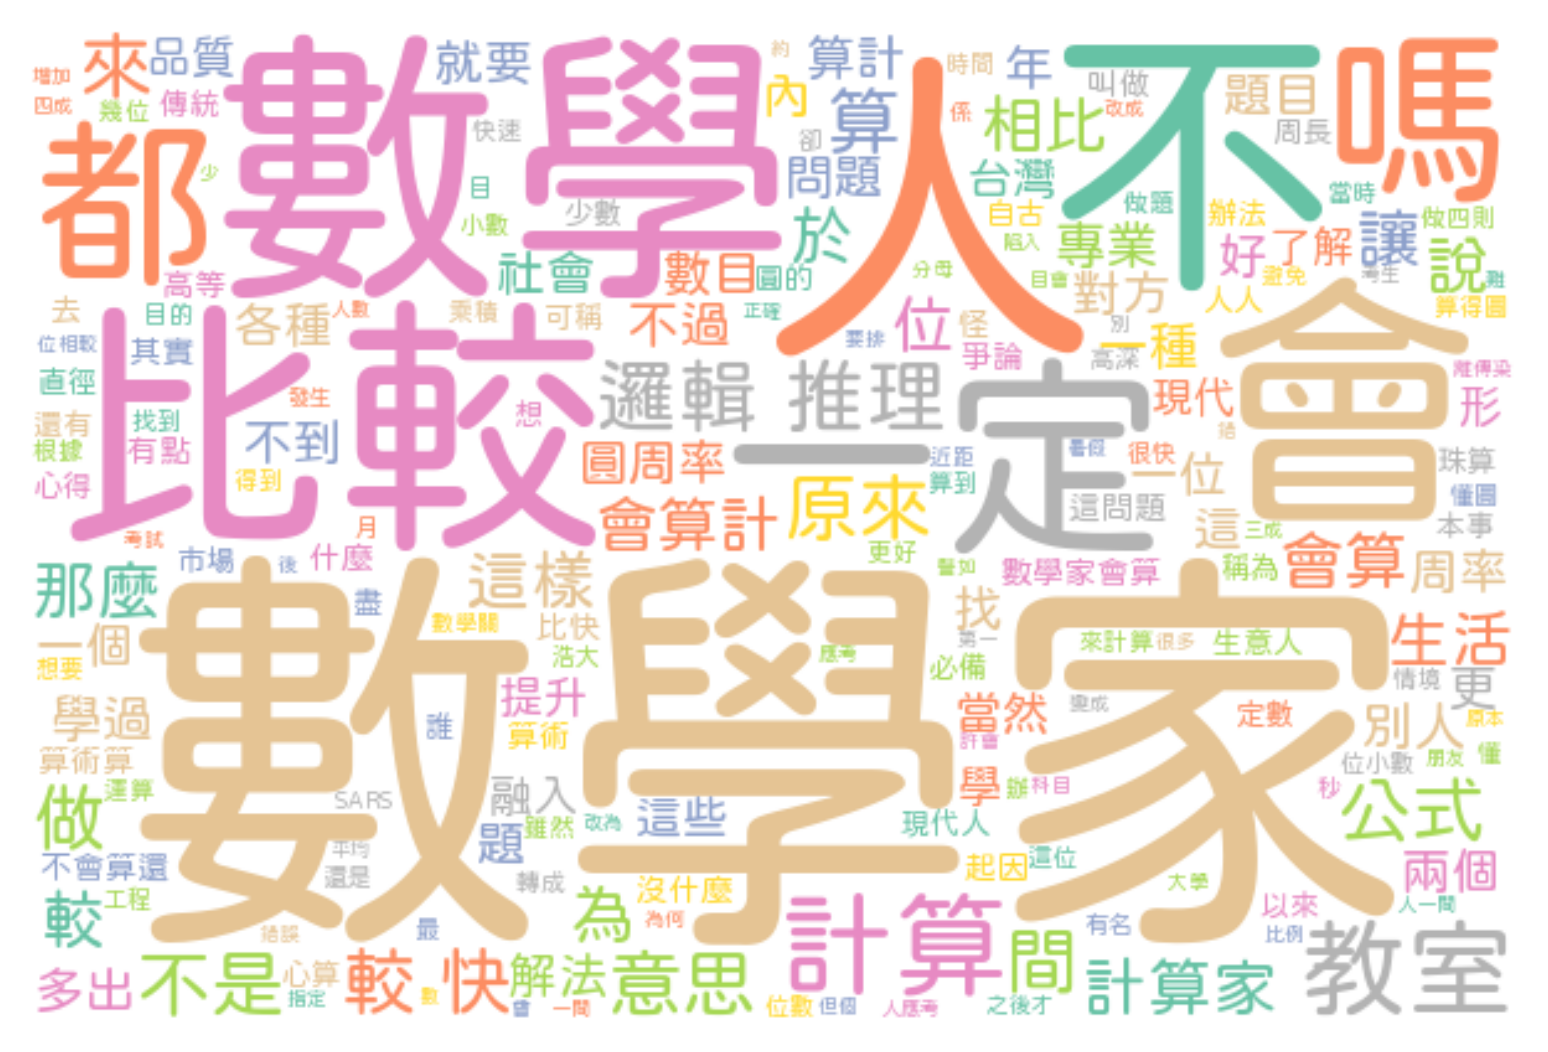 增加
四成
來
品質
幾位
傳統
數學
就要
快速
約
算計
內
卻
算
問題
人
時間
年
係
叫做
改成
相比
不
題目
周長
嗎
都
少
目
小數
少數
於
台灣
自古
陷入
做題
專業
辦法
當時
做四則
好
了解
讓
說
難
考生
避免
高等
社會
數目
圓的
分母
目會
對方
人人
算得圓
去
目的
各種
人數
乘積
可稱
不過
正確
要排
位
怪
爭論
別
高深
一種
會
位相較
其實
直徑
比較
發生
想
邏輯 推理
一定
現代
離傳染
形
還有
根據
找到
有點
不到
心得
得到
圓周率
近距
算到
暑假
很快
一位
這問題
珠算
懂圓
本事
考試
月
會算計
原來
更好
譬如
這
三成
會算
周率
稱為
那麼
市場
後
什麼
盡
這樣
數學家會算
找
第一
一個
想要
數學家
數學關
比快
浩大
應考
必備
來計算
很多
生意人
生活
情境
更
學過
誰
提升
算術
當然
許會
變成
定數
別人
原本
位小數
朋友
懂
算術算
運算
做
SARS
融入
雖然
題
改為
這些
學
辦
科目
現代人
秒
公式
不會算還
平均
還是
轉成
沒什麼
為何
起因
這位
大學
兩個
較
工程
錯誤
最
為
計算
間
有名
以來
比例
人一間
教室
多出
不是
心算
指定
較 快
數
解法
曾
一間
意思
位數
但個
人應考
之後才
計算家